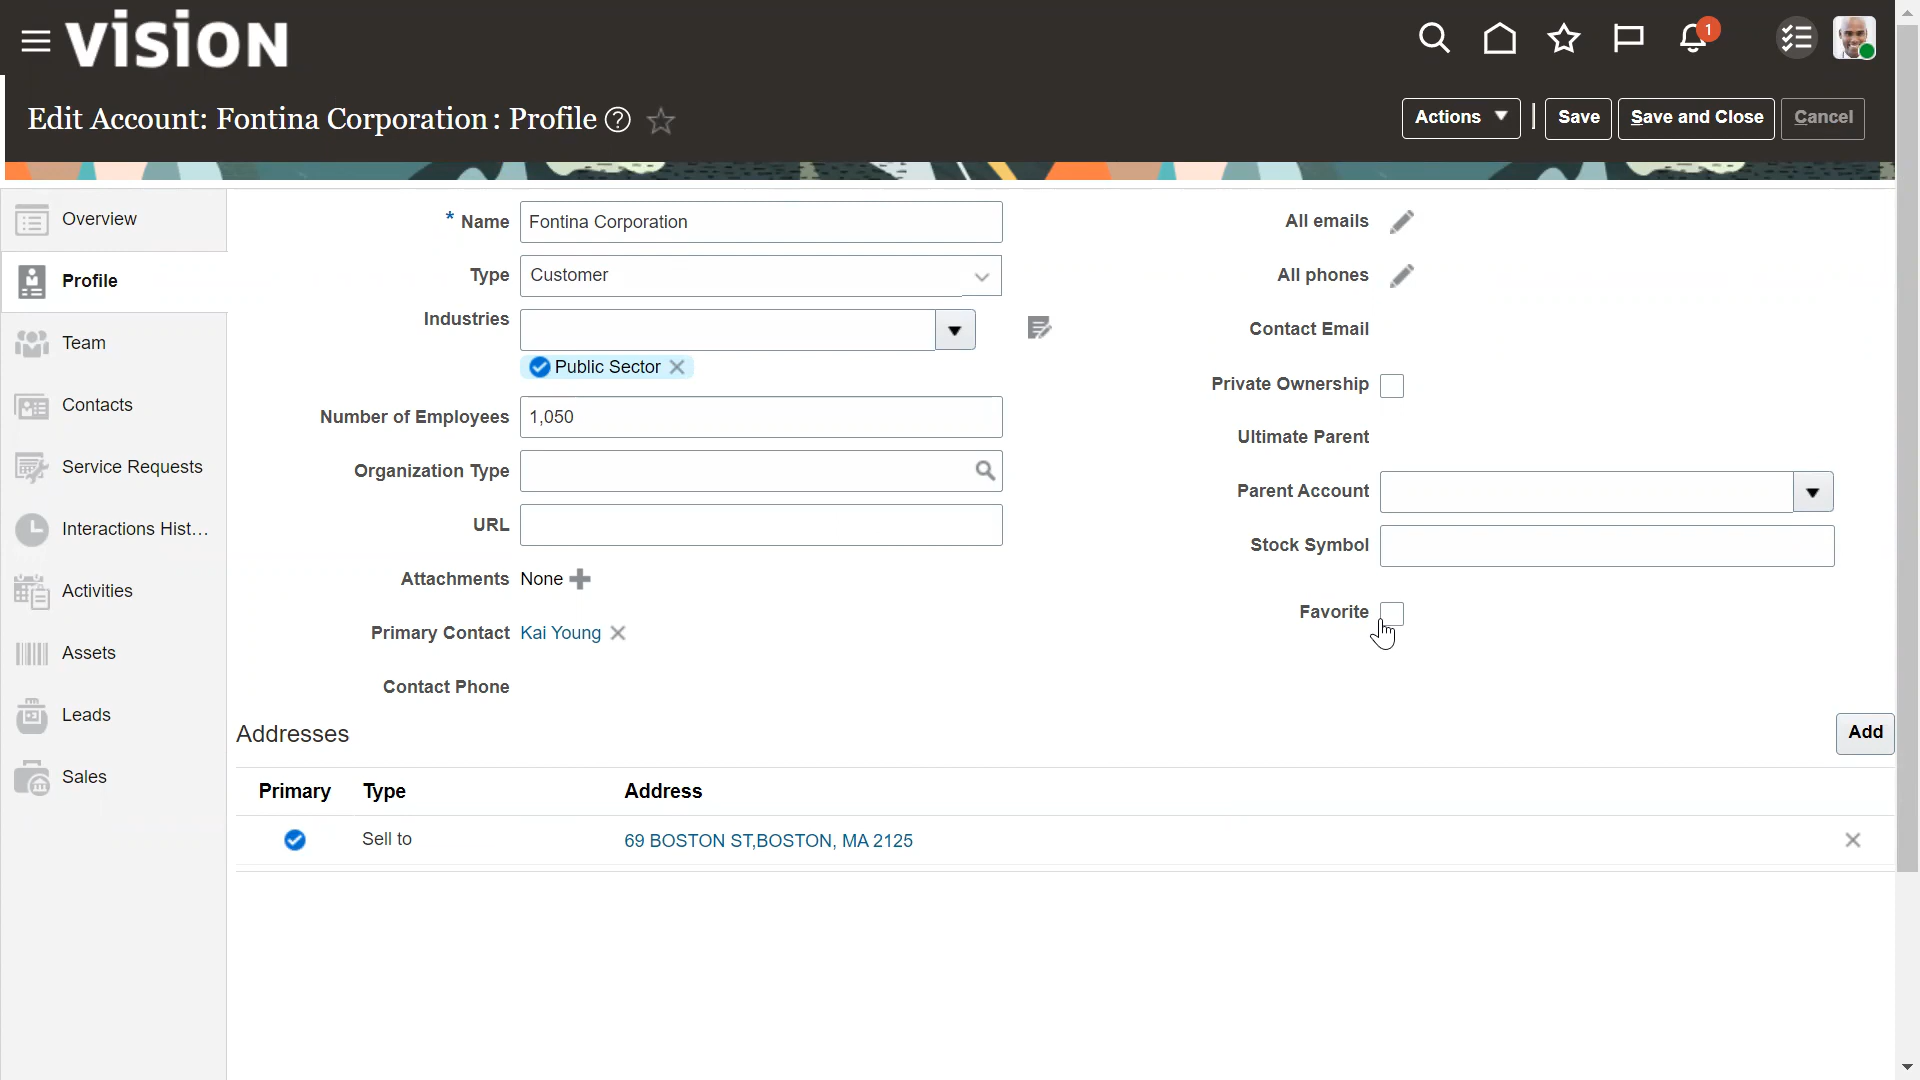 vision
1
Edit Account: Fontina Corporation : Profile ?
Actions
Save
Save and Close
Cancel
Overview
Profile
Team
Contacts
Service Requests
Interactions Hist...
Activities
Assets
Leads
Sales
* Name Fontina Corporation
Type Customer
Industries
Public Sector
Number of Employees 1,050
Organization Type
URL
Attachments None
Primary Contact Kai Young
Contact Phone
All emails
All phones
Contact Email
Private Ownership
Ultimate Parent
Parent Account
Stock Symbol
Favorite
Addresses
Add
Primary Type Address
Sell to 69 BOSTON ST,BOSTON, MA 2125